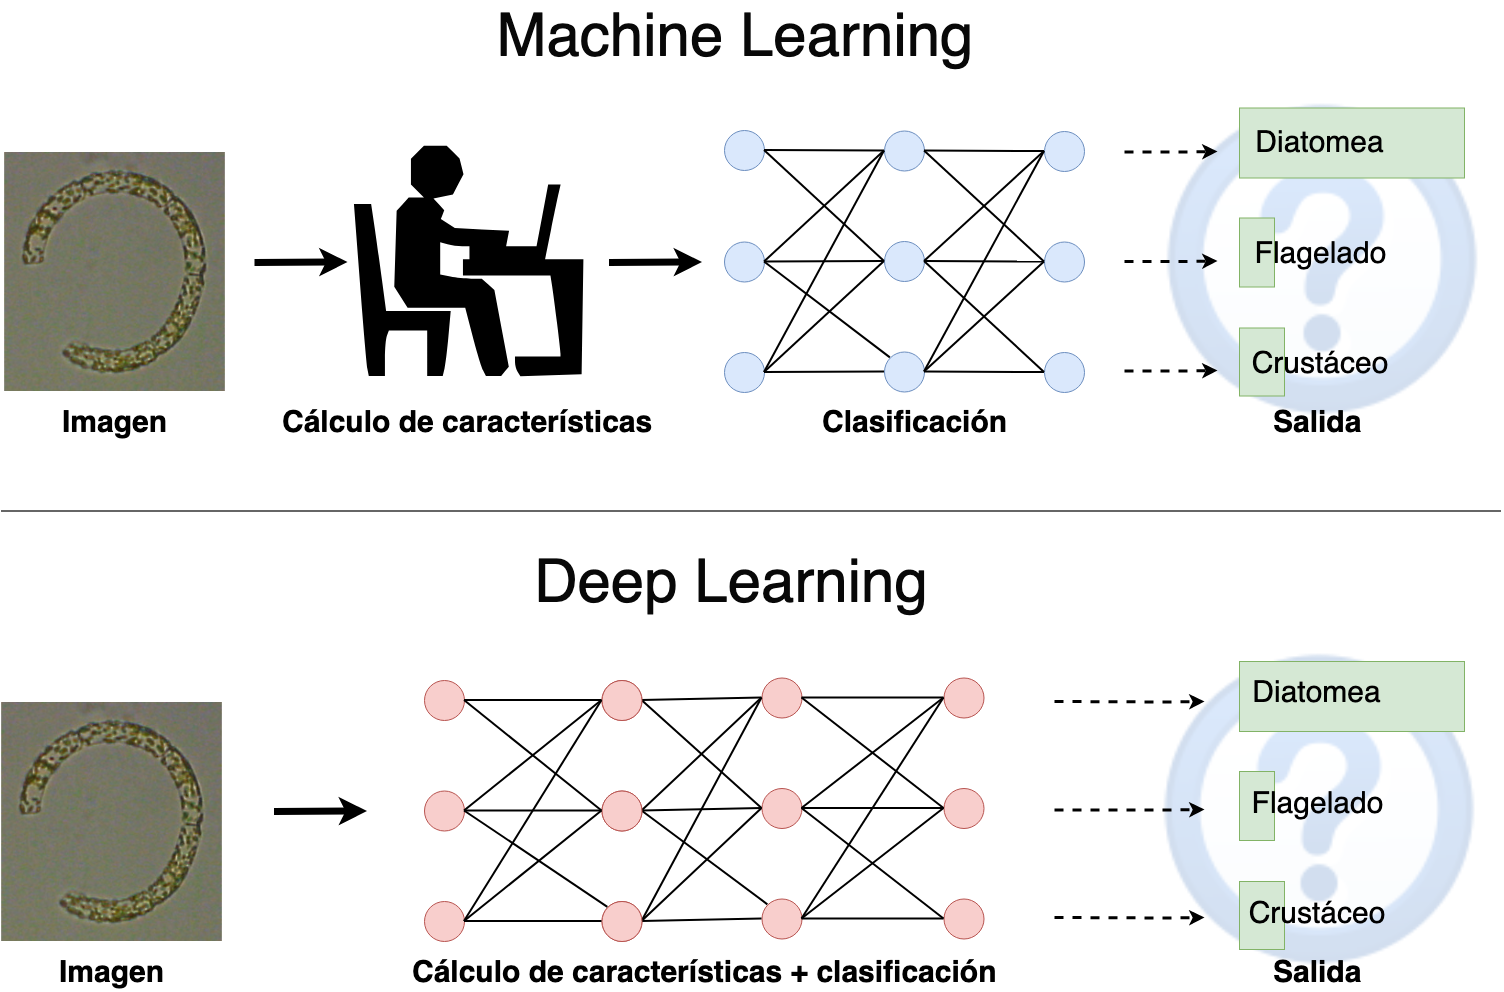 Machine Learning
Diatomea
Flagelado
Crustáceo
Imagen
Cálculo de características
Clasificación
Salida
Deep Learning
Diatomea
Flagelado
Crustáceo
Imagen
Cálculo de características + clasificación
Salida